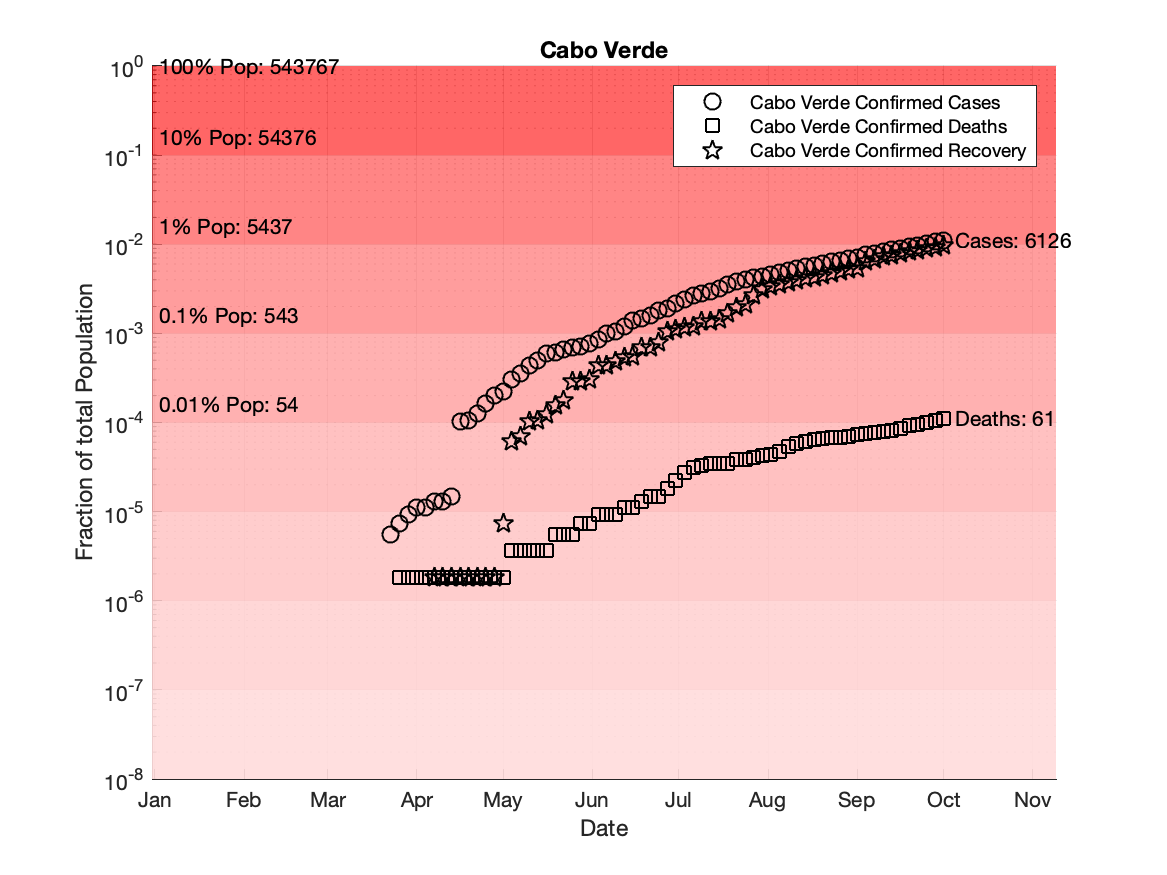 Cabo Verde
10^0
100% Pop: 543767
Cabo Verde Confirmed Cases
Cabo Verde Confirmed Deaths
Cabo Verde Confirmed Recovery
10% Pop: 54376
10^-1
1% Pop: 5437
10^-2
Cases: 6126
0.1% Pop: 543
10^-3
0.01% Pop: 54
10^-4
Deaths: 61
10^-5
10^-6
10^-7
10^-8
Fraction of total Population
Jan Feb Mar Apr May Jun Jul Aug Sep Oct Nov
Date